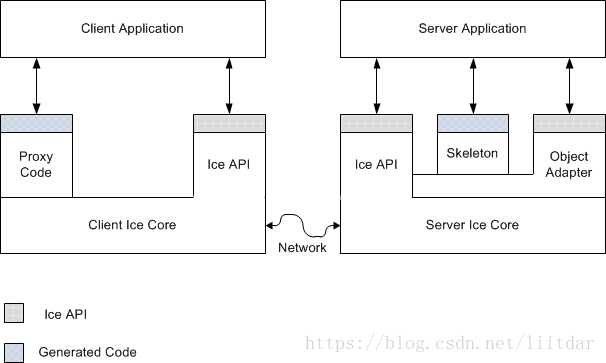 Client Application
Server Application
Proxy
Code
Ice API
Ice API
Skeleton
Object
Adapter
Client Ice Core
Network
Server Ice Core
Ice API
Generated Code
https://blog.csdn.net/liitdar